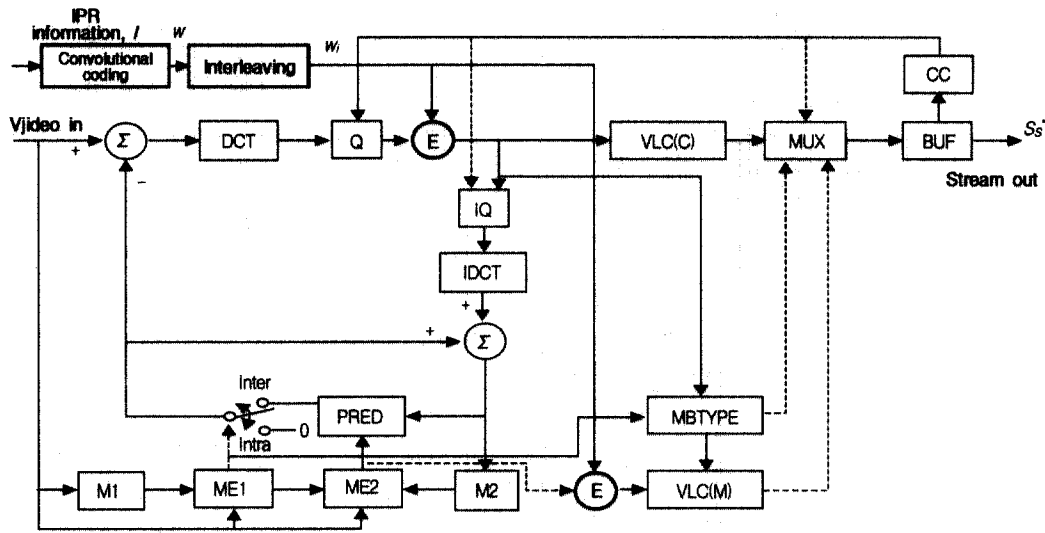 IPR
information, I
W
Wi
Convolutional
coding
Interleaving
CC
Vjideo in
+
Σ
DCT
Q
E
VLC(C)
MUX
BUF
Ss*
Stream out
−
IQ
IDCT
+
+
Σ
Inter
PRED
MBTYPE
Intra
0
M1
ME1
ME2
M2
E
VLC(M)